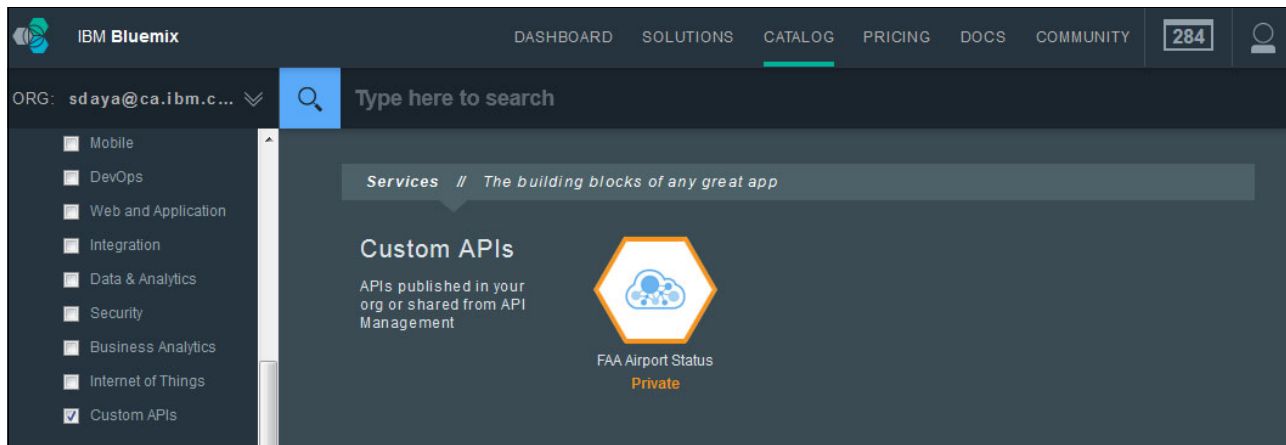 IBM Bluemix
DASHBOARD SOLUTIONS CATALOG PRICING DOCS COMMUNITY 284
ORG: sdaya@ca.ibm.c...
Type here to search
Mobile
DevOps
Web and Application
Integration
Data & Analytics
Security
Business Analytics
Internet of Things
Custom APIs
Services // The building blocks of any great app
Custom APIs
APIs published in your
org or shared from API
Management
FAA Airport Status
Private